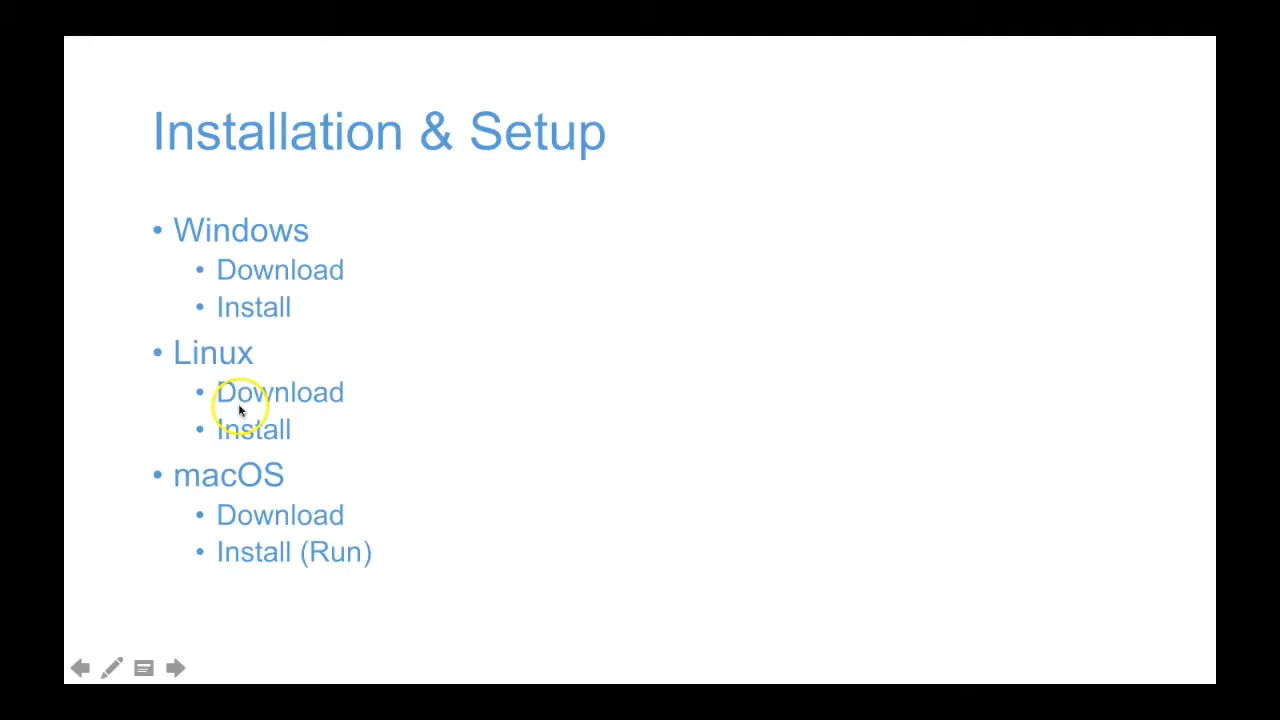 Installation & Setup
• Windows
• Download
• Install
• Linux
• Download
• Install
• macOS
• Download
• Install (Run)